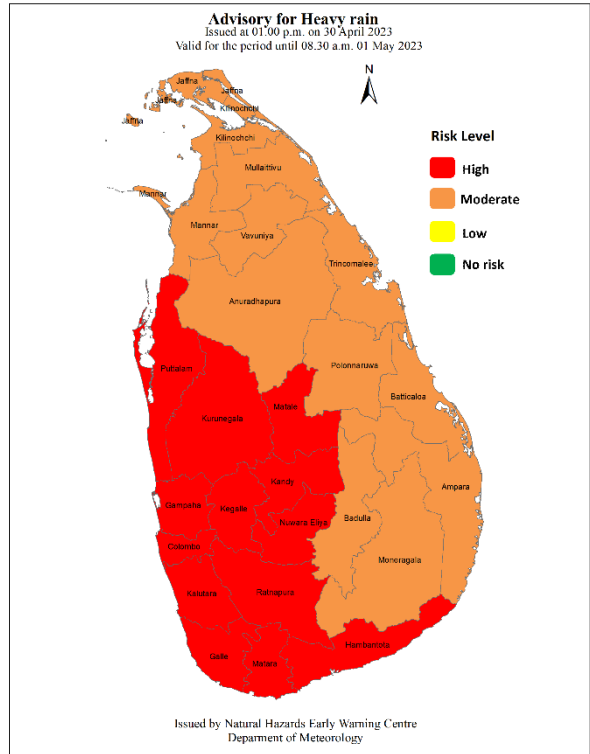 Advisory for Heavy rain
Issued at 01.00 p.m. on 30 April 2023
Valid for the period until 08.30 a.m. 01 May 2023
N
Jaffna
Jaffna
Jaffna
Kilinochchi
Jaffna
Kilinochchi
Mullaittivu
Mannar
Mannar
Vavuniya
Trincomalee
Anuradhapura
Polonnaruwa
Puttalam
Batticaloa
Matale
Kurunegala
Kandy
Ampara
Gampaha
Kegalle
Nuwara Eliya
Badulla
Colombo
Moneragala
Kalutara
Ratnapura
Hambantota
Galle
Matara
Risk Level
High
Moderate
Low
No risk
Issued by Natural Hazards Early Warning Centre
Deparment of Meteorology